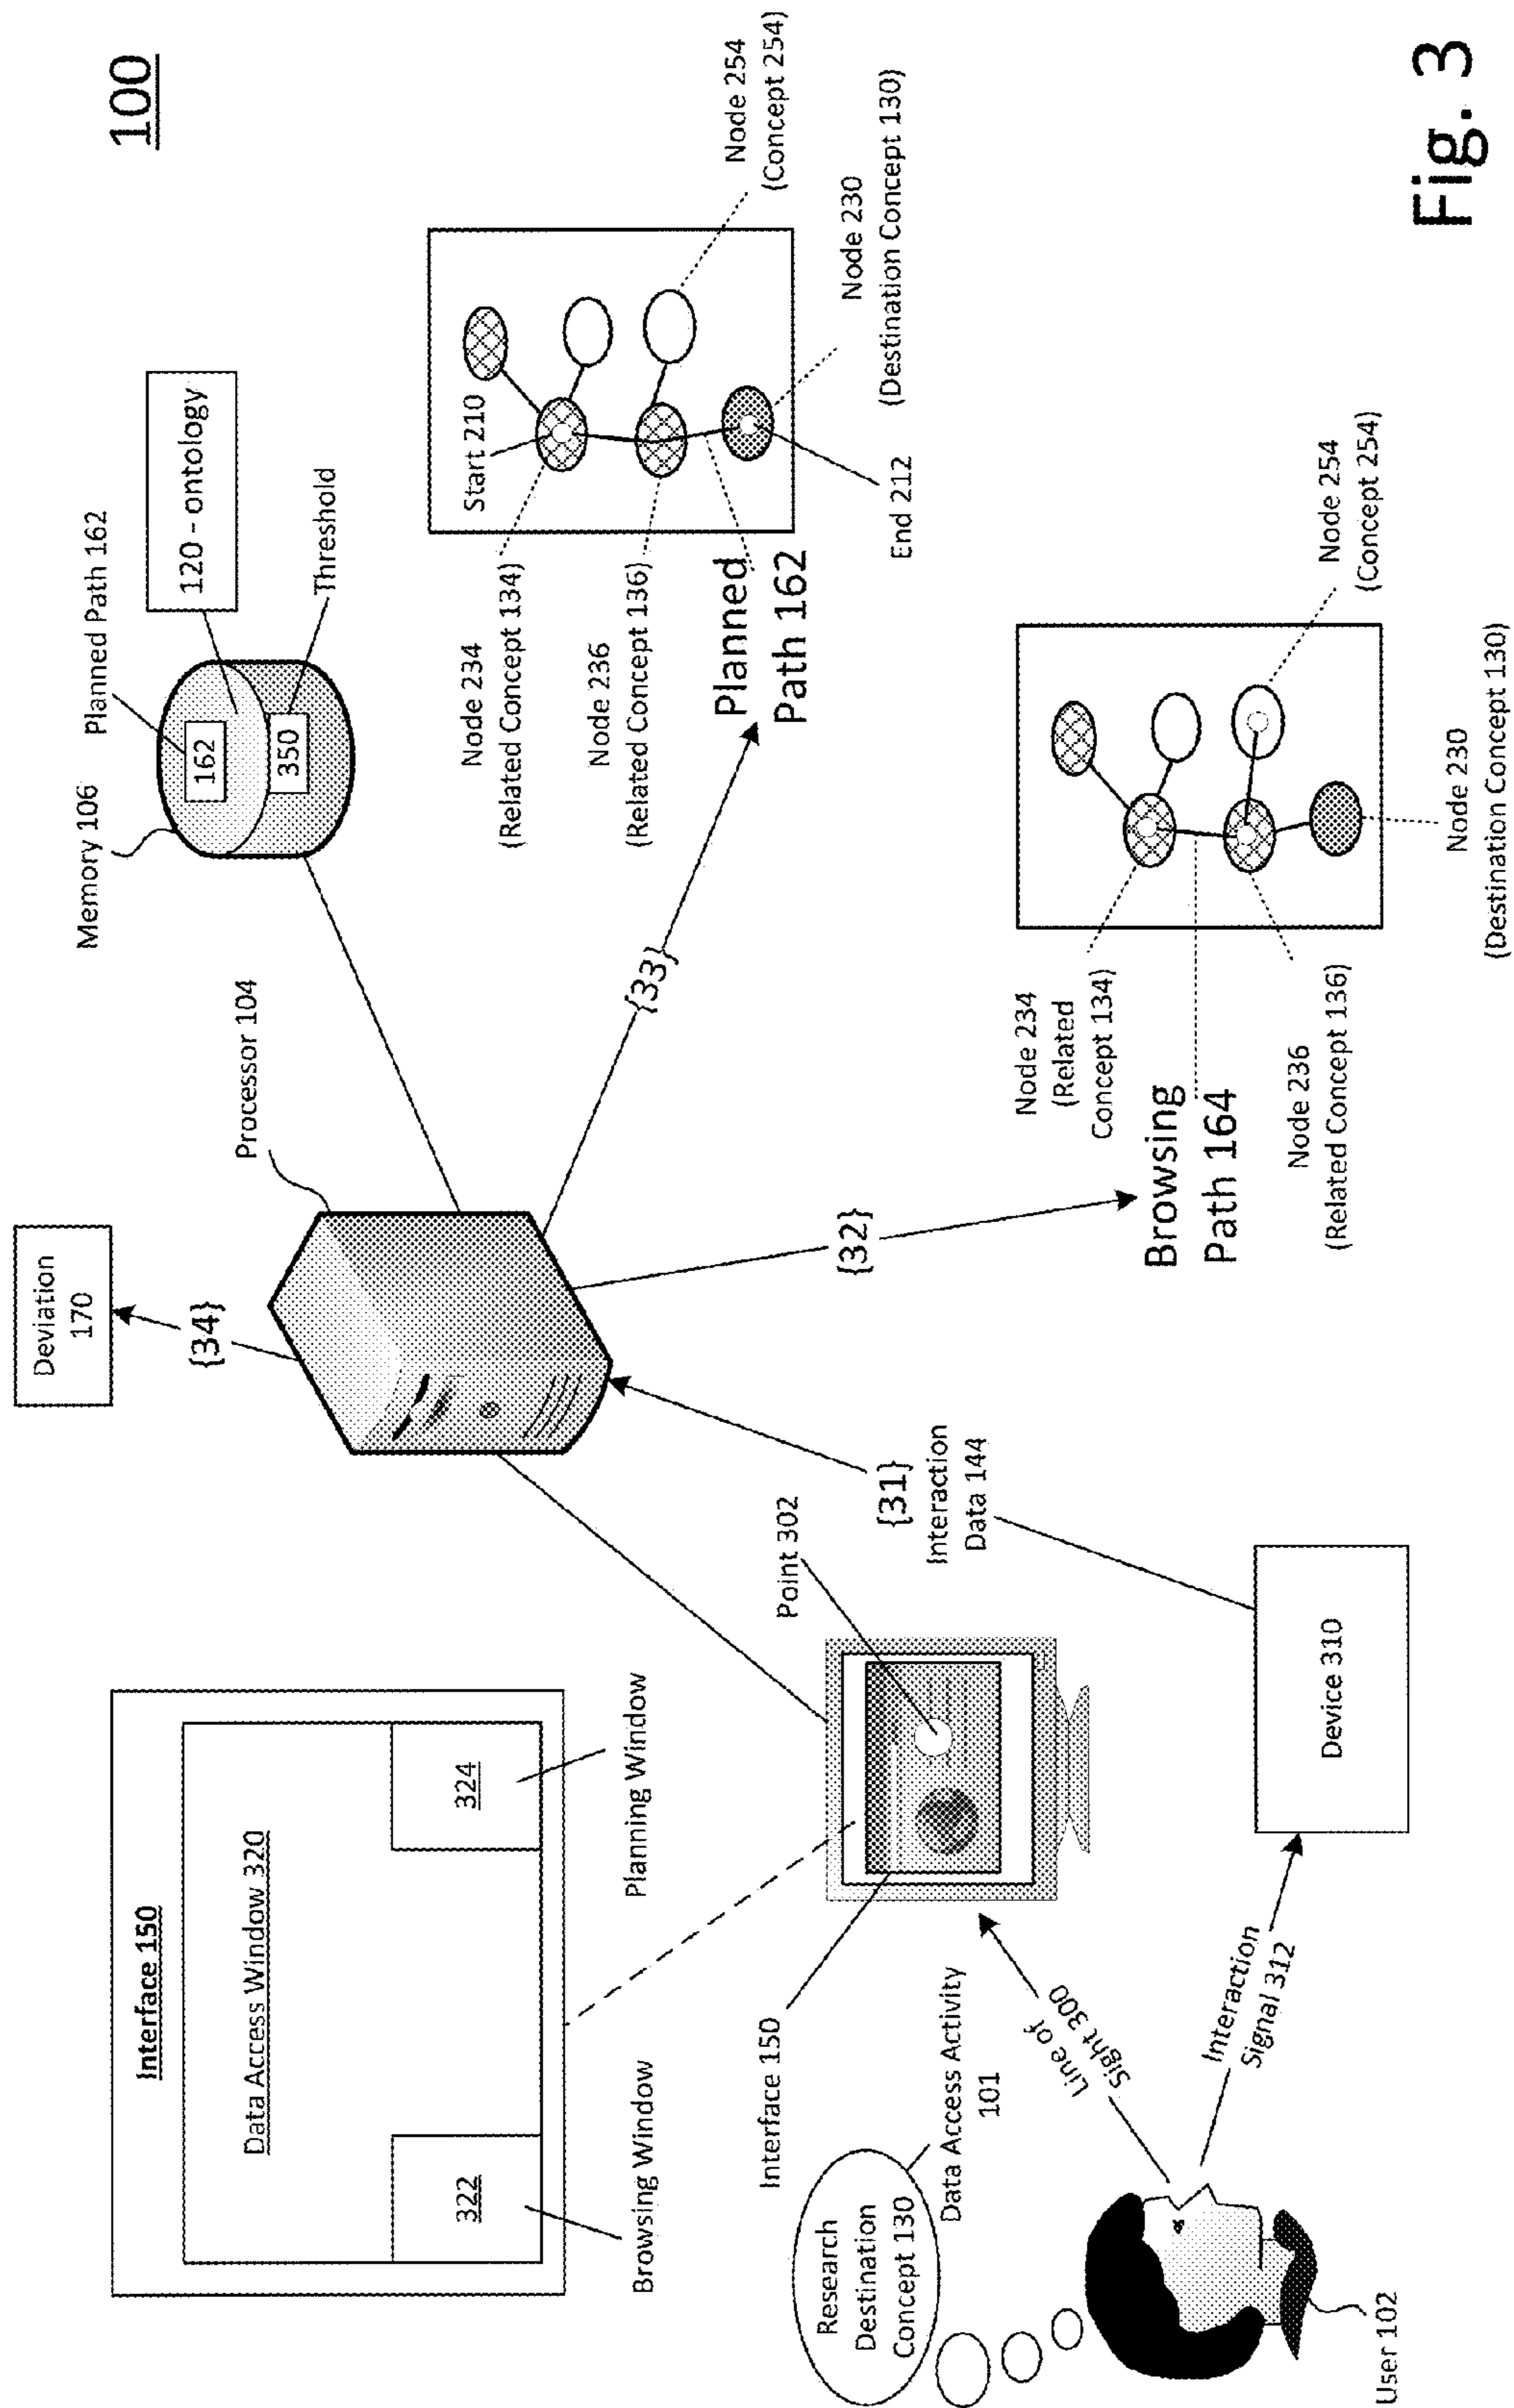 100
Interface 150
Data Access Window 320
322
324
Browsing Window
Planning Window
Deviation
170
{34}
Processor 104
Memory 106
Planned Path 162
162
350
120 - ontology
Threshold
{33}
Start 210
Node 234
(Related Concept 134)
Node 236
(Related Concept 136)
Planned
Path 162
End 212
Node 254
(Concept 254)
Node 230
(Destination Concept 130)
{32}
Browsing
Path 164
Node 234
(Related
Concept 134)
Node 236
(Related Concept 136)
Node 254
(Concept 254)
Node 230
(Destination Concept 130)
{31}
Interaction
Data 144
Point 302
Interface 150
Data Access Activity
101
Research
Destination
Concept 130
Line of
Sight 300
Interaction
Signal 312
Device 310
User 102
Fig. 3